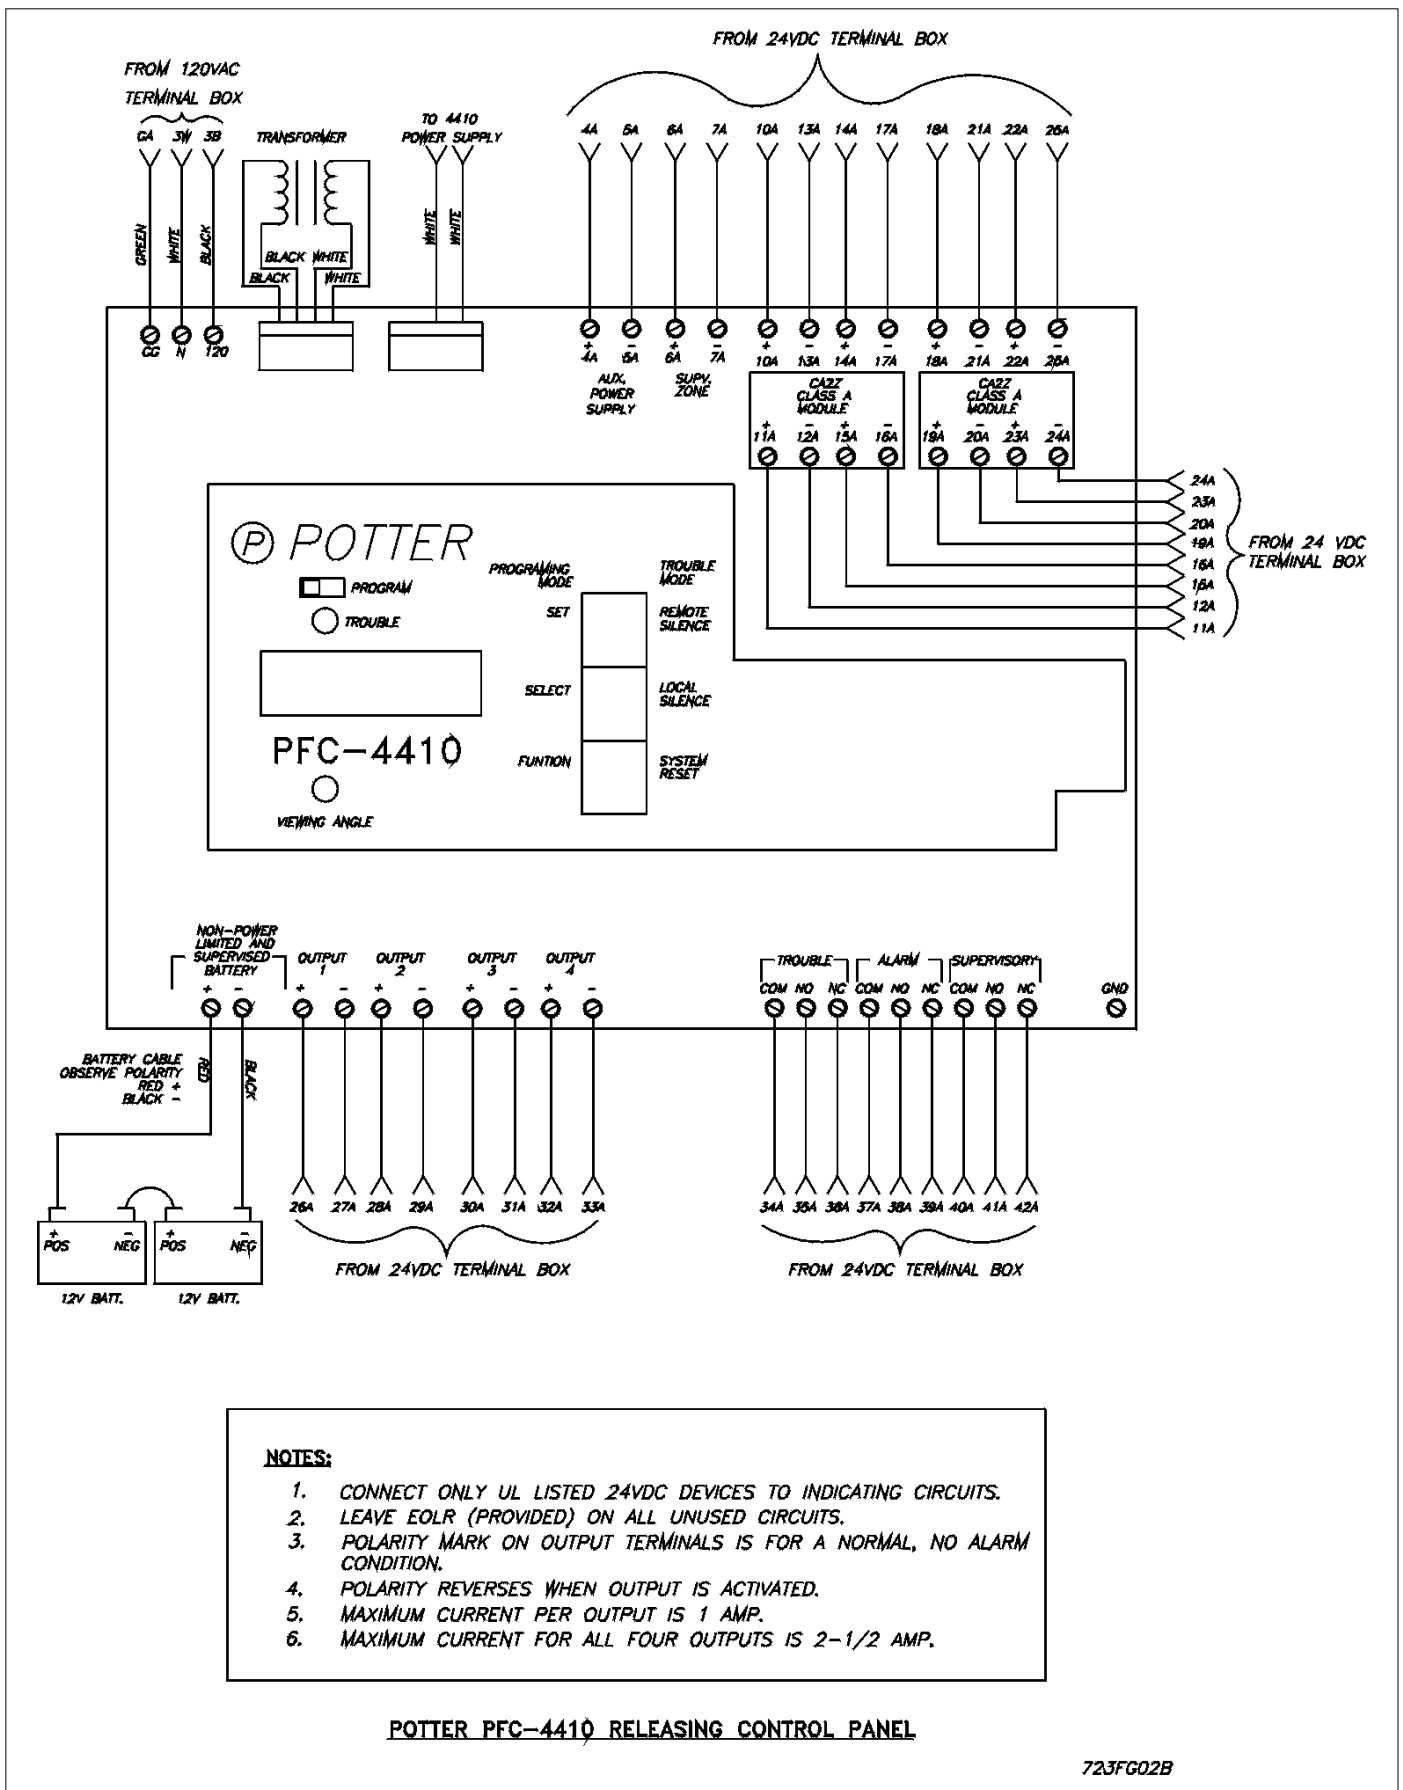 FROM 24VDC TERMINAL BOX
FROM 120VAC
TERMINAL BOX
GA 3W 3B
TRANSFORMER
TO 4410
POWER SUPPLY
4A 5A 6A 7A 10A 13A 14A 17A 18A 21A 22A 25A
GREEN WHITE BLACK
WHITE WHITE
BLACK WHITE
BLACK WHITE
GG N 120
+ - + - + - + - + - + -
4A 5A 6A 7A 10A 13A 14A 17A 18A 21A 22A 25A
AUX.
POWER
SUPPLY
SUPV.
ZONE
CA2Z
CLASS A
MODULE
CA2Z
CLASS A
MODULE
+ - + - + - + -
11A 12A 15A 16A 19A 20A 23A 24A
24A
23A
20A
19A
16A
15A
12A
11A
FROM 24 VDC
TERMINAL BOX
P POTTER
PROGRAM
TROUBLE
PROGRAMING
MODE
TROUBLE
MODE
SET
REMOTE
SILENCE
SELECT
LOCAL
SILENCE
PFC-4410
FUNTION
SYSTEM
RESET
VIEWING ANGLE
NON-POWER
LIMITED AND
SUPERVISED
BATTERY
OUTPUT
1
OUTPUT
2
OUTPUT
3
OUTPUT
4
+ - + - + - + - + -
TROUBLE ALARM SUPERVISORY
COM NO NC COM NO NC COM NO NC
GND
BATTERY CABLE
OBSERVE POLARITY
RED +
BLACK -
RED
BLACK
26A 27A 28A 29A 30A 31A 32A 33A
34A 35A 36A 37A 38A 39A 40A 41A 42A
+ - + -
POS NEG POS NEG
12V BATT. 12V BATT.
FROM 24VDC TERMINAL BOX
FROM 24VDC TERMINAL BOX
NOTES:
1. CONNECT ONLY UL LISTED 24VDC DEVICES TO INDICATING CIRCUITS.
2. LEAVE EOLR (PROVIDED) ON ALL UNUSED CIRCUITS.
3. POLARITY MARK ON OUTPUT TERMINALS IS FOR A NORMAL, NO ALARM
CONDITION.
4. POLARITY REVERSES WHEN OUTPUT IS ACTIVATED.
5. MAXIMUM CURRENT PER OUTPUT IS 1 AMP.
6. MAXIMUM CURRENT FOR ALL FOUR OUTPUTS IS 2-1/2 AMP.
POTTER PFC-4410 RELEASING CONTROL PANEL
723FG02B